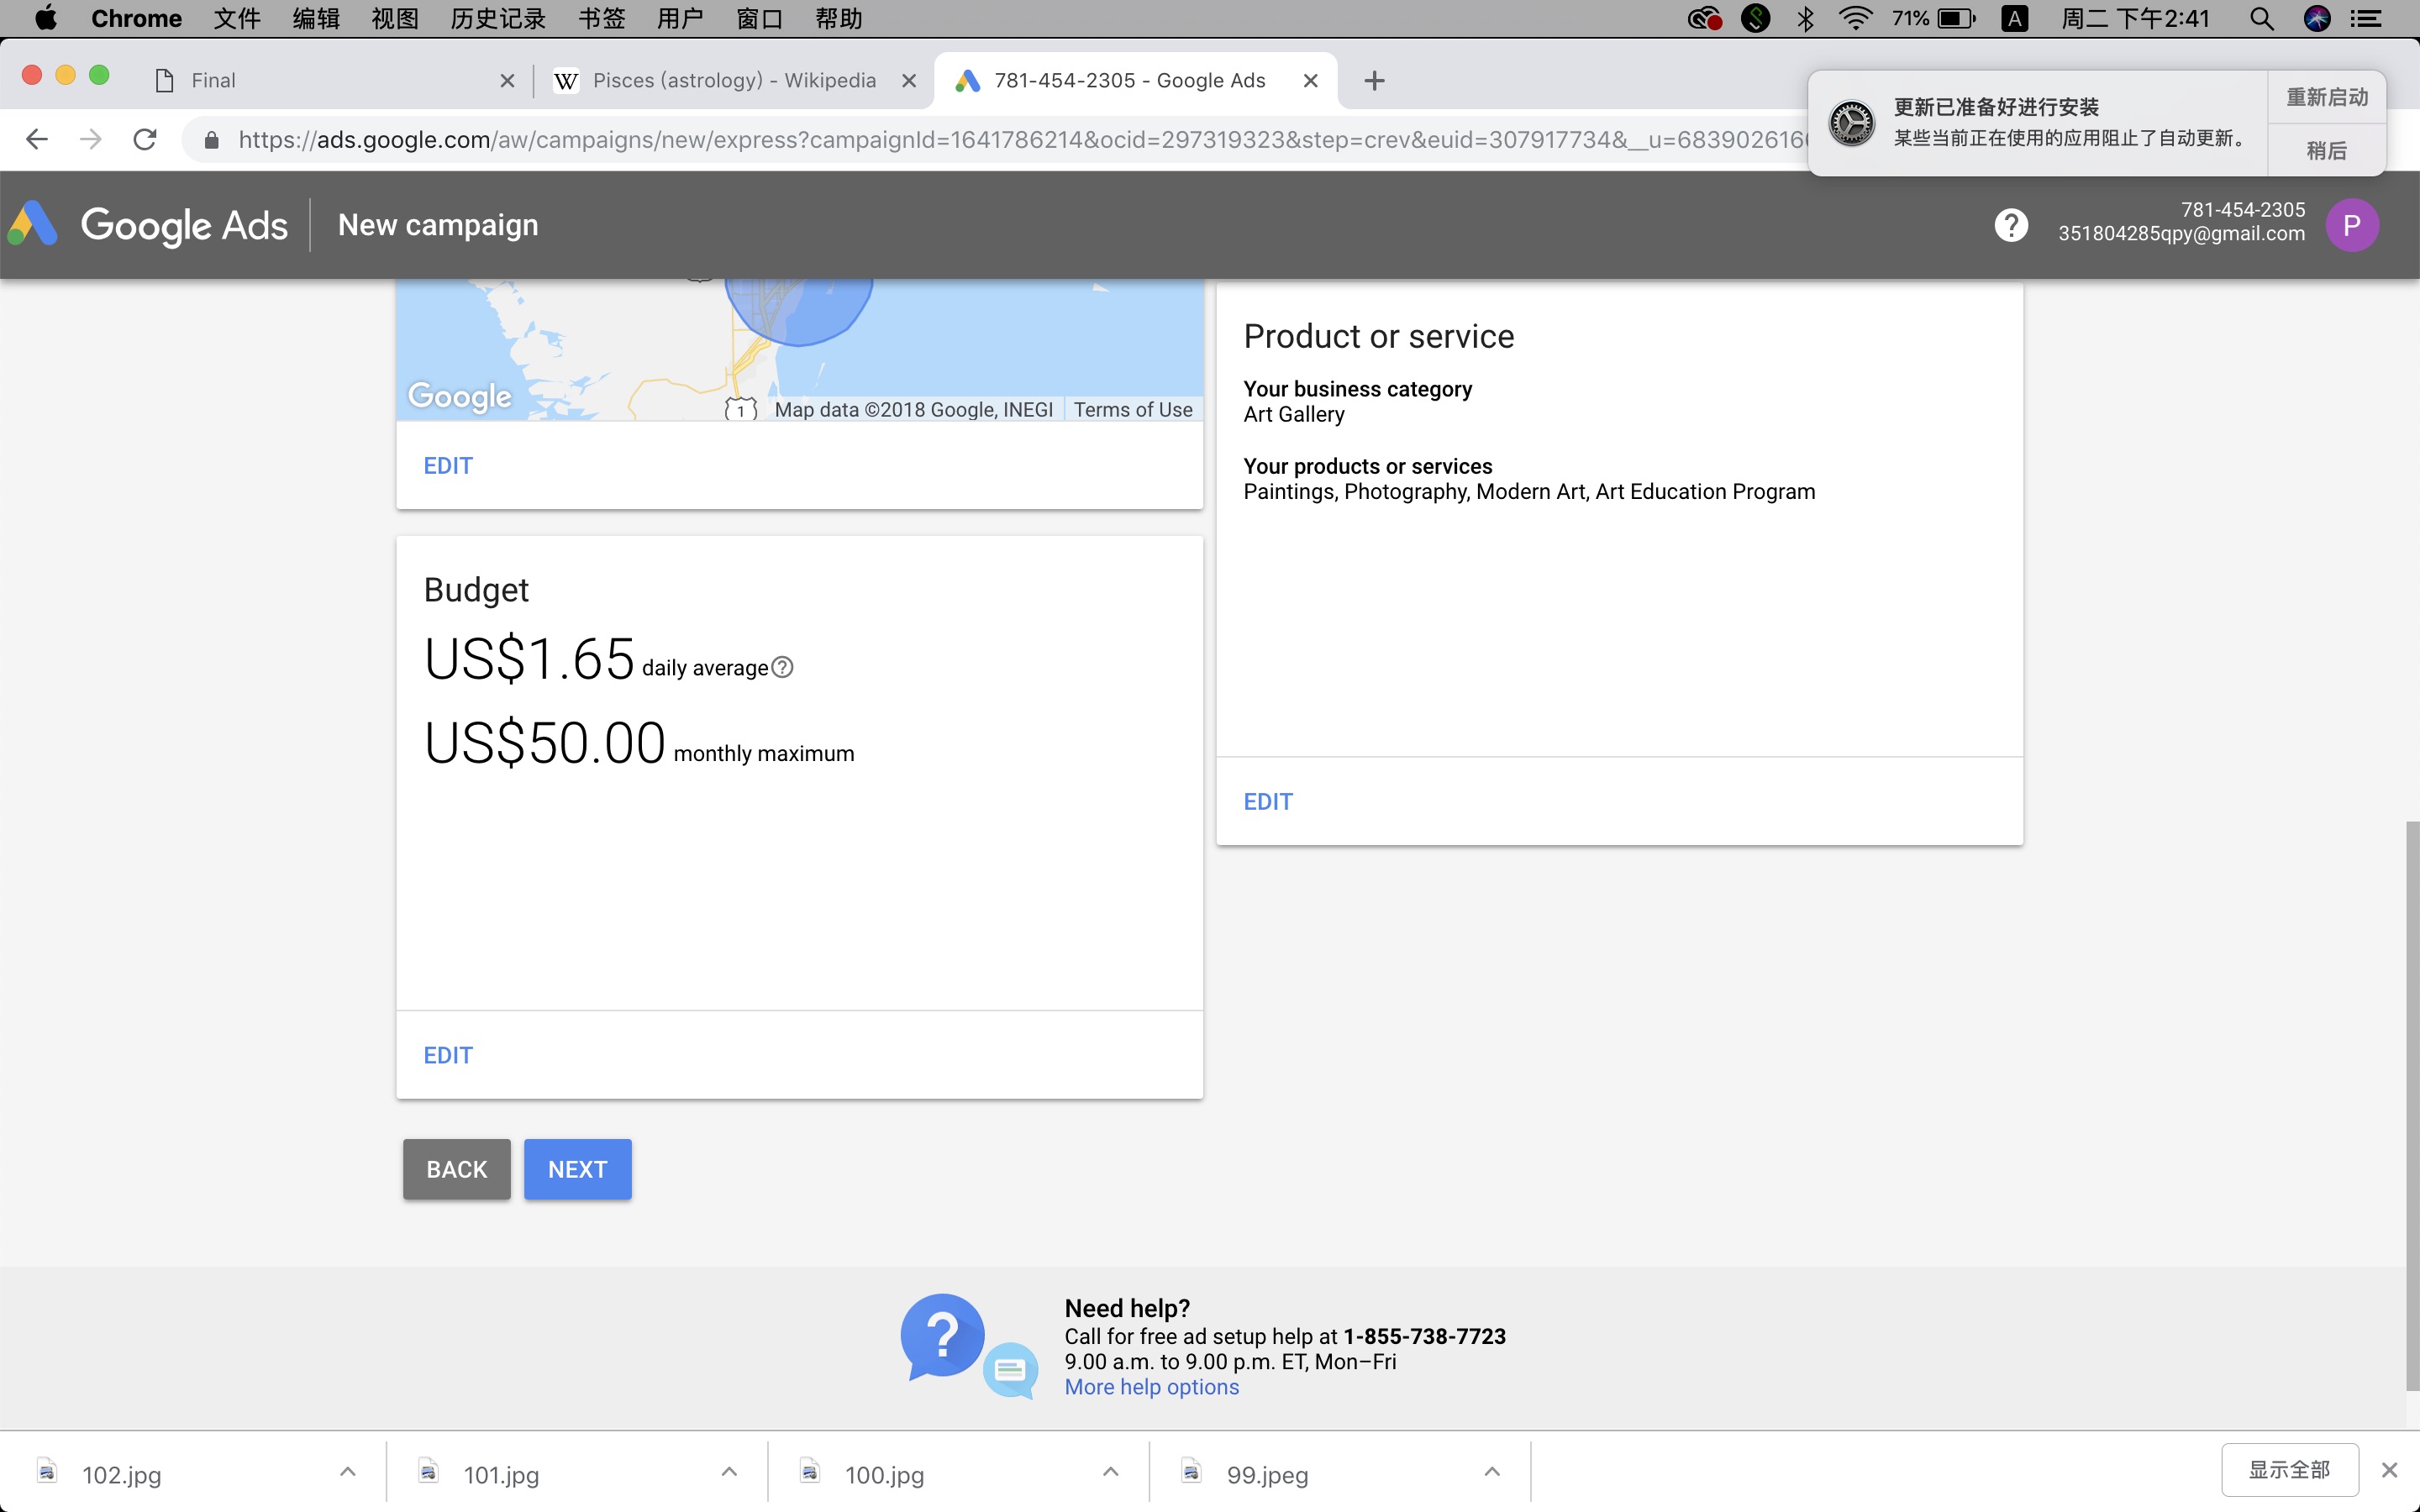 Chrome 文件 编辑 视图 历史记录 书签 用户 窗口 帮助 71% A 周二 下午2:41
Final
Pisces (astrology) - Wikipedia
781-454-2305 - Google Ads
更新已准备好进行安装
某些当前正在使用的应用阻止了自动更新。
重新启动
稍后
https://ads.google.com/aw/campaigns/new/express?campaignId=1641786214&ocid=297319323&step=crev&euid=307917734&__u=683902616
Google Ads
New campaign
781-454-2305
351804285qpy@gmail.com
P
Google
1
Map data ©2018 Google, INEGI
Terms of Use
EDIT
Product or service
Your business category
Art Gallery
Your products or services
Paintings, Photography, Modern Art, Art Education Program
EDIT
Budget
US$1.65 daily average
US$50.00 monthly maximum
EDIT
BACK
NEXT
Need help?
Call for free ad setup help at 1-855-738-7723
9.00 a.m. to 9.00 p.m. ET, Mon–Fri
More help options
102.jpg
101.jpg
100.jpg
99.jpeg
显示全部